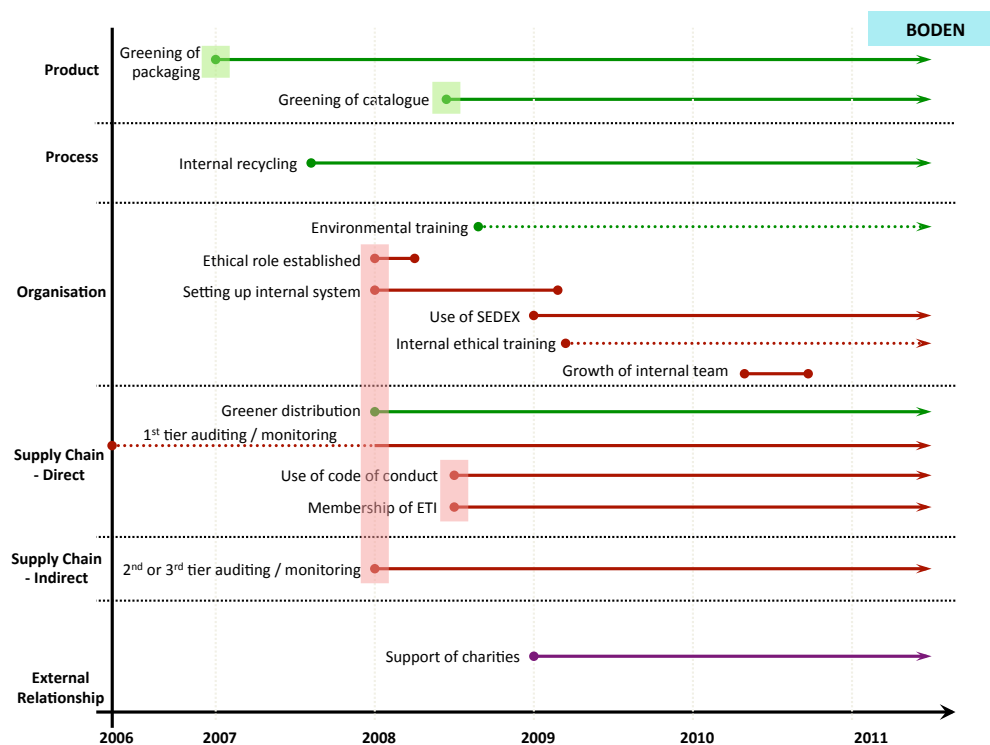 BODEN
Product
Greening of
packaging
Greening of catalogue
Process
Internal recycling
Organisation
Environmental training
Ethical role established
Setting up internal system
Use of SEDEX
Internal ethical training
Growth of internal team
Supply Chain
- Direct
Greener distribution
1st tier auditing / monitoring
Use of code of conduct
Membership of ETI
Supply Chain
- Indirect
2nd or 3rd tier auditing / monitoring
External
Relationship
Support of charities
2006 2007 2008 2009 2010 2011